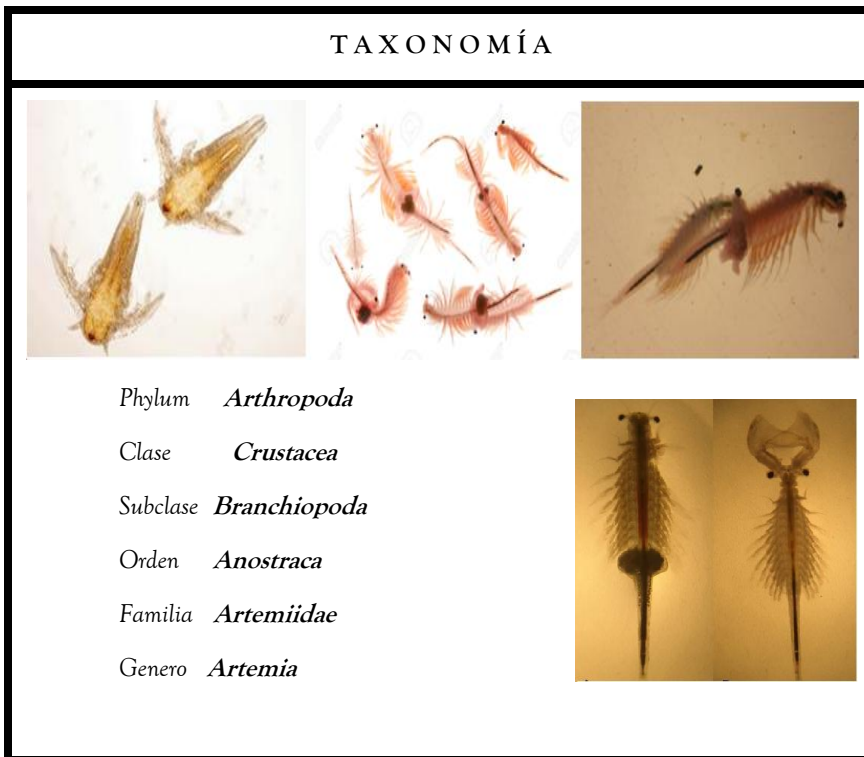 TAXONOMÍA
Phylum Arthropoda
Clase Crustacea
Subclase Branchiopoda
Orden Anostraca
Familia Artemiidae
Genero Artemia